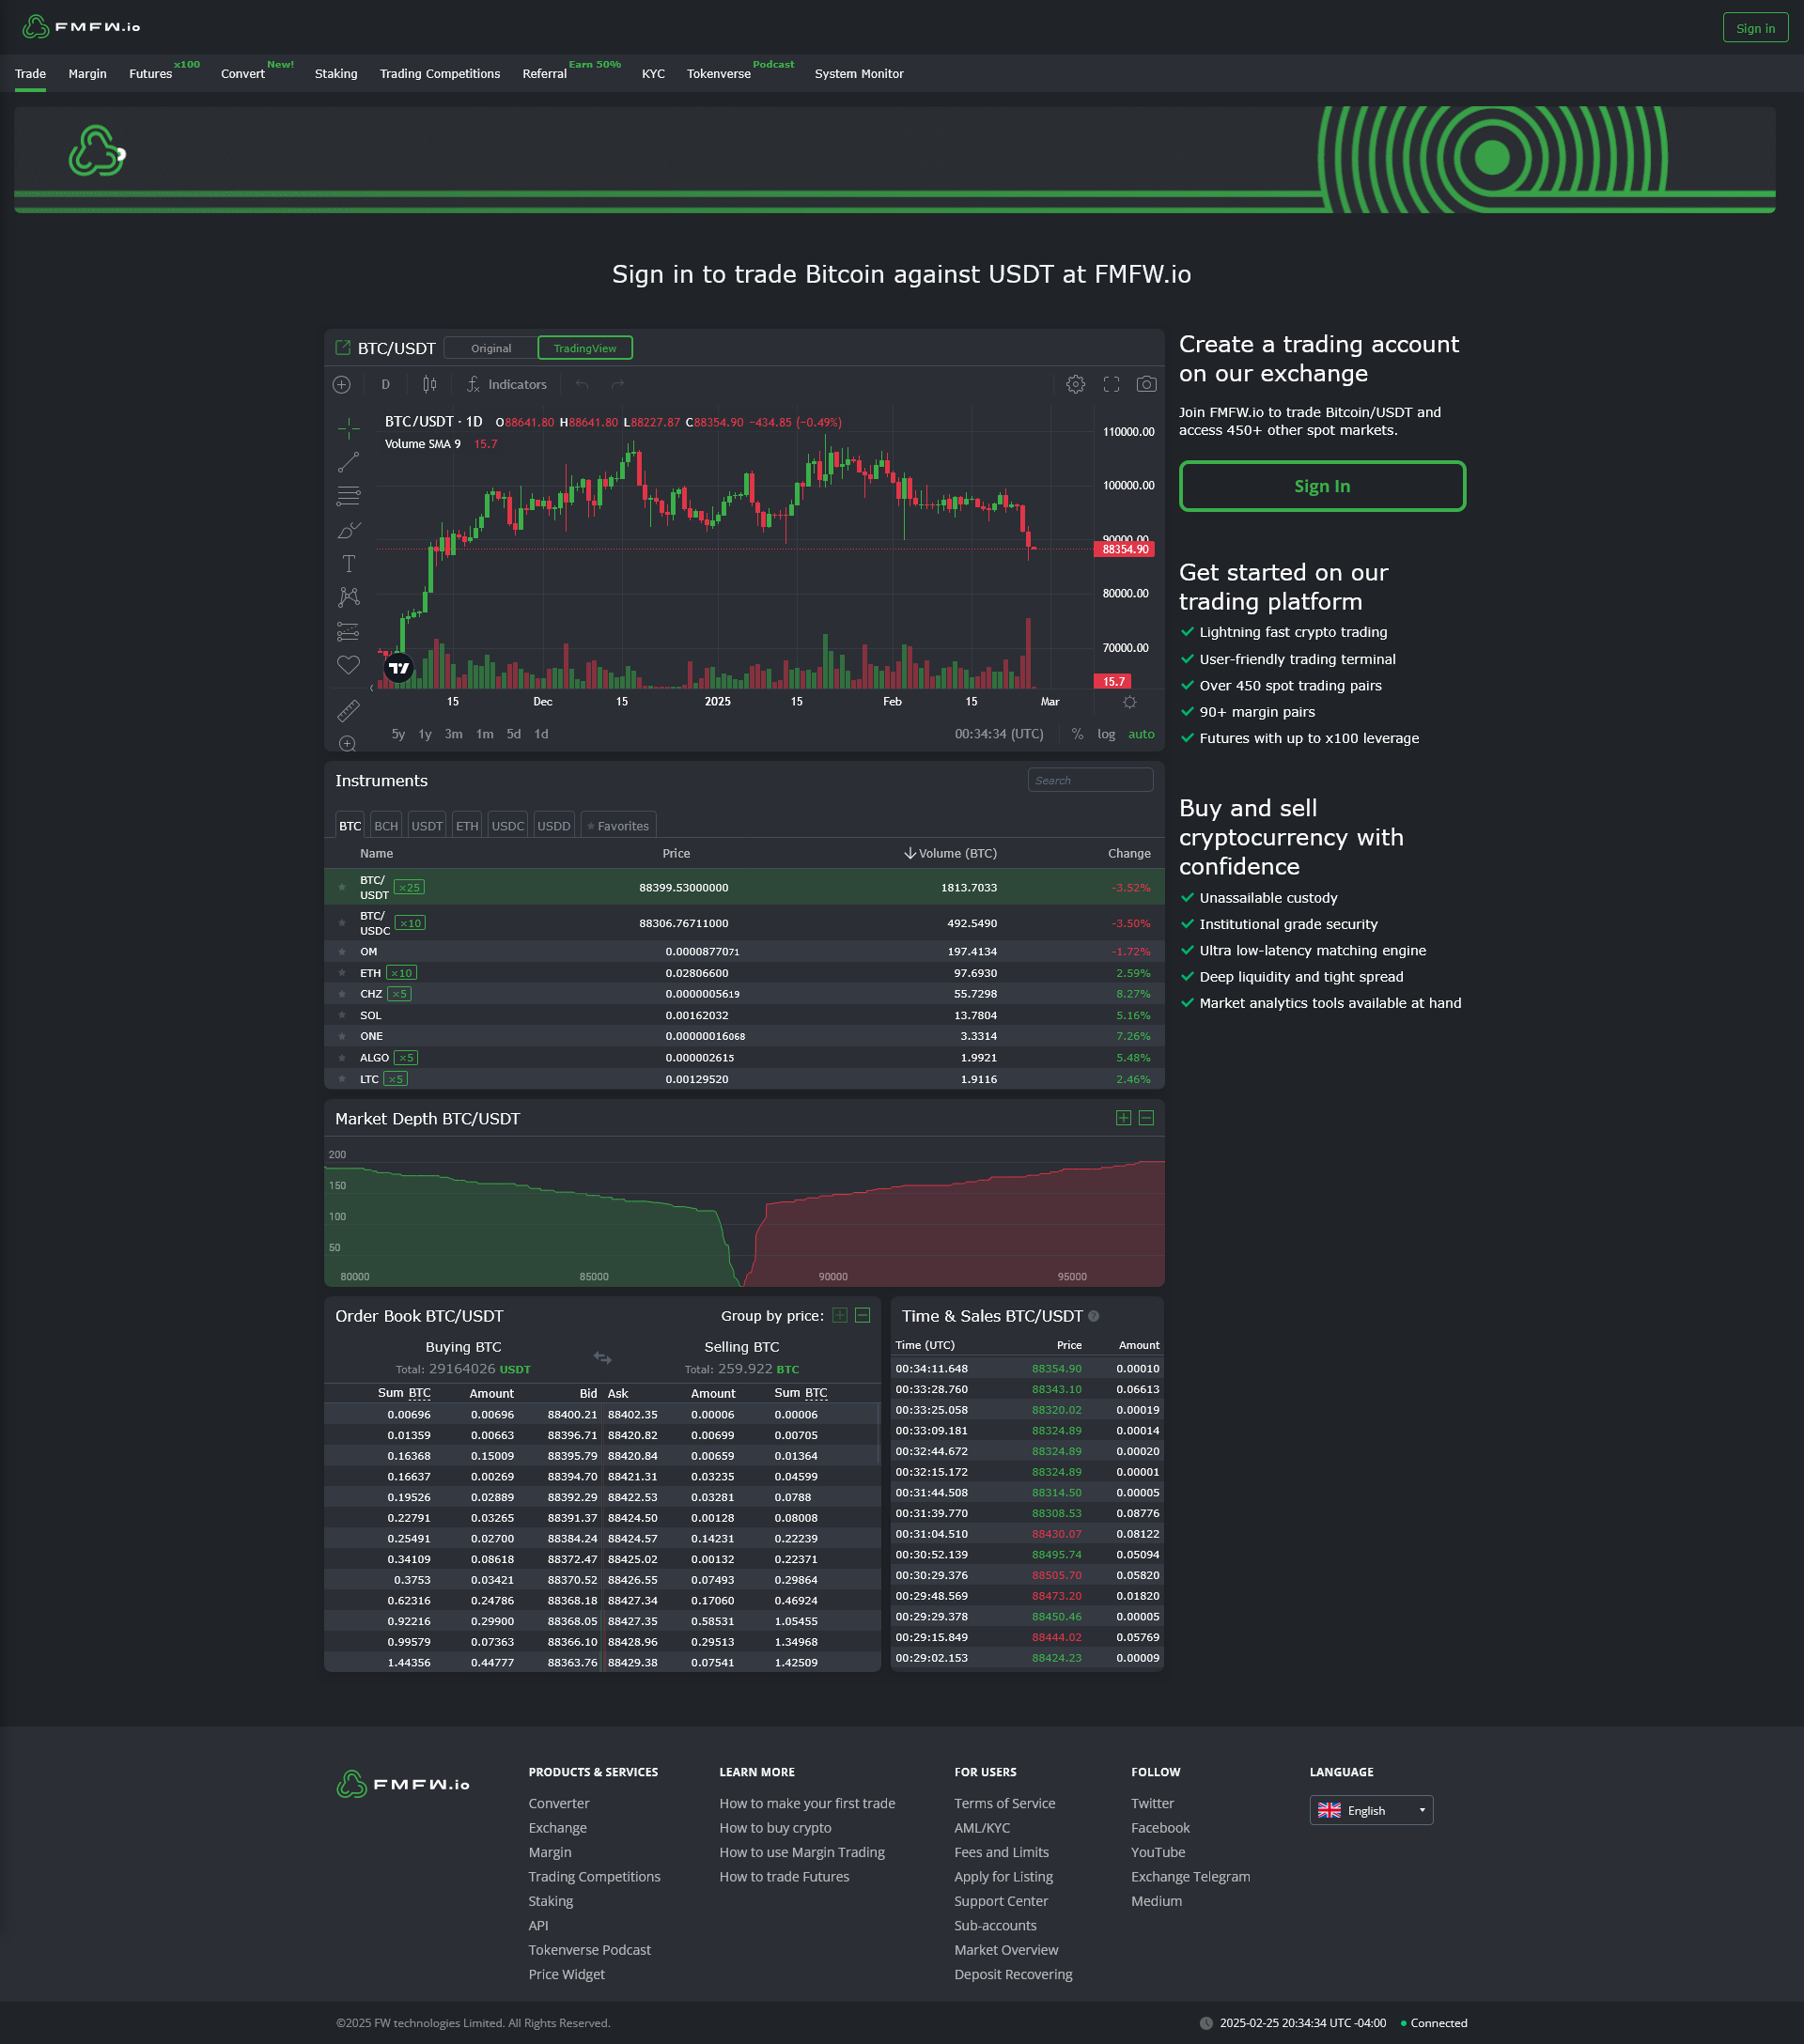 FMFW.io
Sign in
Trade Margin Futures x100 Convert New! Staking Trading Competitions Referral Earn 50% KYC Tokenverse Podcast System Monitor
Sign in to trade Bitcoin against USDT at FMFW.io
BTC/USDT Original TradingView
D Indicators
BTC/USDT · 1D O88641.80 H88641.80 L88227.87 C88354.90 −434.85 (−0.49%)
Volume SMA 9 15.7
110000.00
100000.00
90000.00
88354.90
80000.00
70000.00
15.7
15 Dec 15 2025 15 Feb 15 Mar
5y 1y 3m 1m 5d 1d 00:34:34 (UTC) % log auto
Create a trading account
on our exchange
Join FMFW.io to trade Bitcoin/USDT and
access 450+ other spot markets.
Sign In
Get started on our
trading platform
Lightning fast crypto trading
User-friendly trading terminal
Over 450 spot trading pairs
90+ margin pairs
Futures with up to x100 leverage
Buy and sell
cryptocurrency with
confidence
Unassailable custody
Institutional grade security
Ultra low-latency matching engine
Deep liquidity and tight spread
Market analytics tools available at hand
Instruments Search
BTC BCH USDT ETH USDC USDD Favorites
Name Price Volume (BTC) Change
BTC/
USDT ×25 88399.53000000 1813.7033 -3.52%
BTC/
USDC ×10 88306.76711000 492.5490 -3.50%
OM 0.0000877071 197.4134 -1.72%
ETH ×10 0.02806600 97.6930 2.59%
CHZ ×5 0.0000005619 55.7298 8.27%
SOL 0.00162032 13.7804 5.16%
ONE 0.00000016068 3.3314 7.26%
ALGO ×5 0.000002615 1.9921 5.48%
LTC ×5 0.00129520 1.9116 2.46%
Market Depth BTC/USDT
200
150
100
50
80000 85000 90000 95000
Order Book BTC/USDT Group by price:
Buying BTC Selling BTC
Total: 29164026 USDT Total: 259.922 BTC
Sum BTC Amount Bid Ask Amount Sum BTC
0.00696 0.00696 88400.21 88402.35 0.00006 0.00006
0.01359 0.00663 88396.71 88420.82 0.00699 0.00705
0.16368 0.15009 88395.79 88420.84 0.00659 0.01364
0.16637 0.00269 88394.70 88421.31 0.03235 0.04599
0.19526 0.02889 88392.29 88422.53 0.03281 0.0788
0.22791 0.03265 88391.37 88424.50 0.00128 0.08008
0.25491 0.02700 88384.24 88424.57 0.14231 0.22239
0.34109 0.08618 88372.47 88425.02 0.00132 0.22371
0.3753 0.03421 88370.52 88426.55 0.07493 0.29864
0.62316 0.24786 88368.18 88427.34 0.17060 0.46924
0.92216 0.29900 88368.05 88427.35 0.58531 1.05455
0.99579 0.07363 88366.10 88428.96 0.29513 1.34968
1.44356 0.44777 88363.76 88429.38 0.07541 1.42509
Time & Sales BTC/USDT ?
Time (UTC) Price Amount
00:34:11.648 88354.90 0.00010
00:33:28.760 88343.10 0.06613
00:33:25.058 88320.02 0.00019
00:33:09.181 88324.89 0.00014
00:32:44.672 88324.89 0.00020
00:32:15.172 88324.89 0.00001
00:31:44.508 88314.50 0.00005
00:31:39.770 88308.53 0.08776
00:31:04.510 88430.07 0.08122
00:30:52.139 88495.74 0.05094
00:30:29.376 88505.70 0.05820
00:29:48.569 88473.20 0.01820
00:29:29.378 88450.46 0.00005
00:29:15.849 88444.02 0.05769
00:29:02.153 88424.23 0.00009
FMFW.io
PRODUCTS & SERVICES
Converter
Exchange
Margin
Trading Competitions
Staking
API
Tokenverse Podcast
Price Widget
LEARN MORE
How to make your first trade
How to buy crypto
How to use Margin Trading
How to trade Futures
FOR USERS
Terms of Service
AML/KYC
Fees and Limits
Apply for Listing
Support Center
Sub-accounts
Market Overview
Deposit Recovering
FOLLOW
Twitter
Facebook
YouTube
Exchange Telegram
Medium
LANGUAGE
English
©2025 FW technologies Limited. All Rights Reserved.
2025-02-25 20:34:34 UTC -04:00 Connected